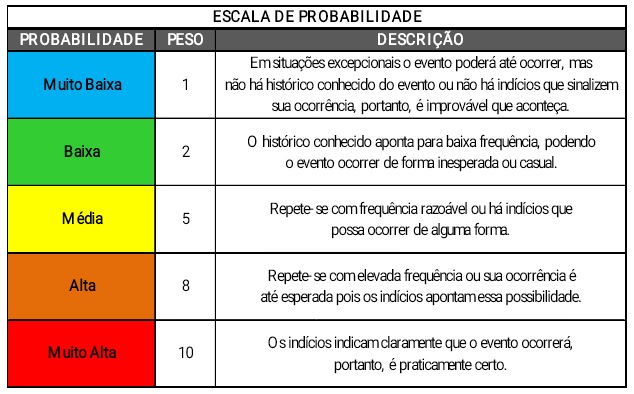 ESCALA DE PROBABILIDADE
PROBABILIDADE PESO DESCRIÇÃO
Muito Baixa 1 Em situações excepcionais o evento poderá até ocorrer, mas
não há histórico conhecido do evento ou não há indícios que sinalizem
sua ocorrência, portanto, é improvável que aconteça.
Baixa 2 O histórico conhecido aponta para baixa frequência, podendo
o evento ocorrer de forma inesperada ou casual.
Média 5 Repete-se com frequência razoável ou há indícios que
possa ocorrer de alguma forma.
Alta 8 Repete-se com elevada frequência ou sua ocorrência é
até esperada pois os indícios apontam essa possibilidade.
Muito Alta 10 Os indícios indicam claramente que o evento ocorrerá,
portanto, é praticamente certo.